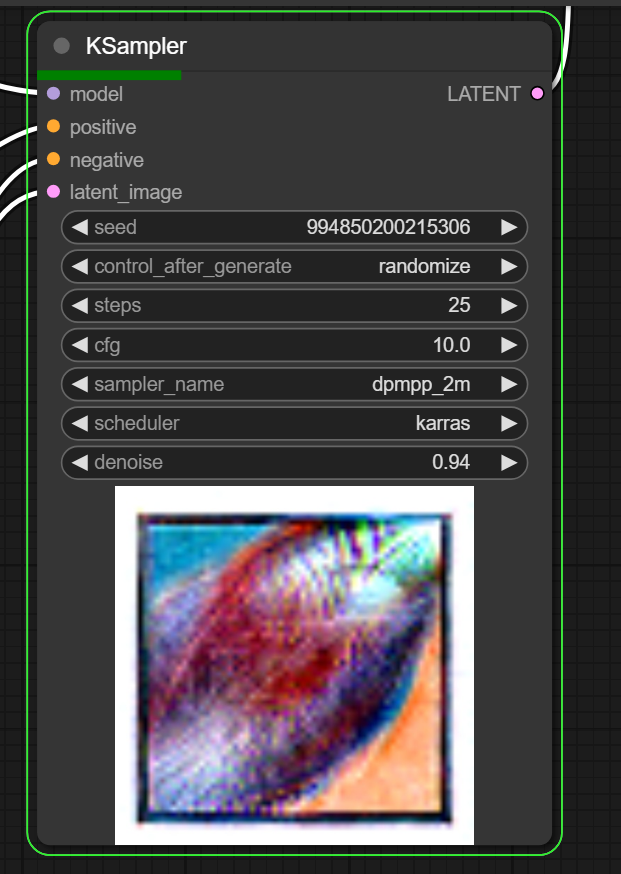 KSampler
model LATENT
positive
negative
latent_image
seed 994850200215306
control_after_generate randomize
steps 25
cfg 10.0
sampler_name dpmpp_2m
scheduler karras
denoise 0.94